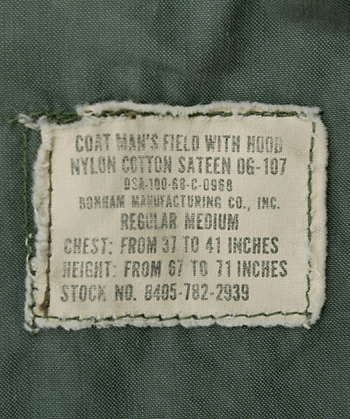 COAT MAN'S FIELD WITH HOOD
NYLON COTTON SATEEN OG-107
DSA-100-68-C-0968
BONHAM MANUFACTURING CO., INC.
REGULAR MEDIUM
CHEST: FROM 37 TO 41 INCHES
HEIGHT: FROM 67 TO 71 INCHES
STOCK NO. 8405-782-2939